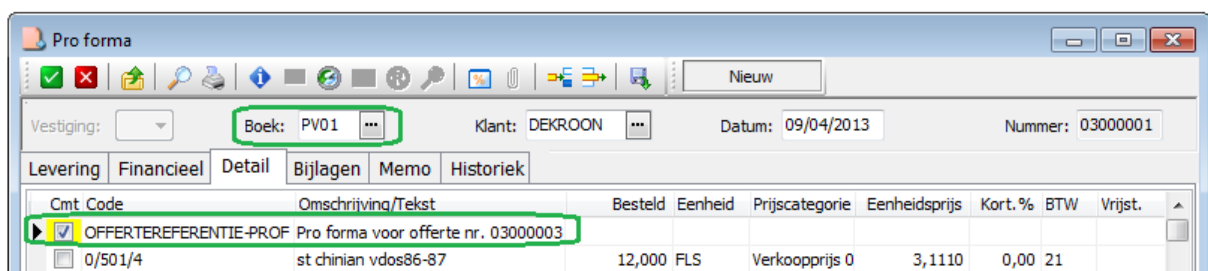 Pro forma
Nieuw
Vestiging: Boek: PV01 Klant: DEKROON Datum: 09/04/2013 Nummer: 03000001
Levering Financieel Detail Bijlagen Memo Historiek
Cmt Code Omschrijving/Tekst Besteld Eenheid Prijscategorie Eenheidsprijs Kort.% BTW Vrijst.
OFFERTEREFERENTIE-PROF Pro forma voor offerte nr. 03000003
0/501/4 st chinian vdos86-87 12,000 FLS Verkoopprijs 0 3,1110 0,00 21